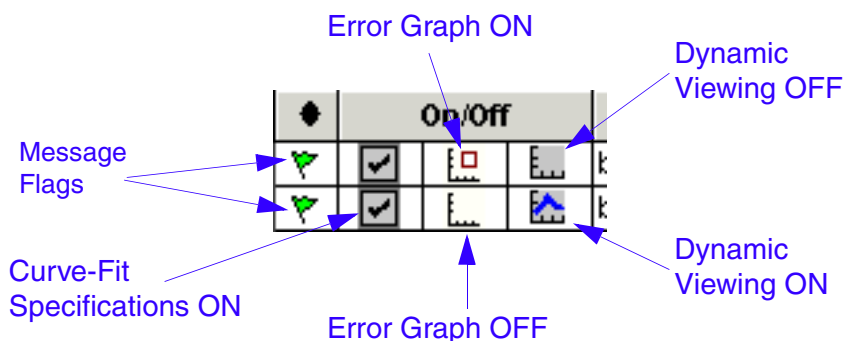 Error Graph ON
Dynamic
Viewing OFF
On/Off
Message
Flags
Curve-Fit
Specifications ON
Dynamic
Viewing ON
Error Graph OFF